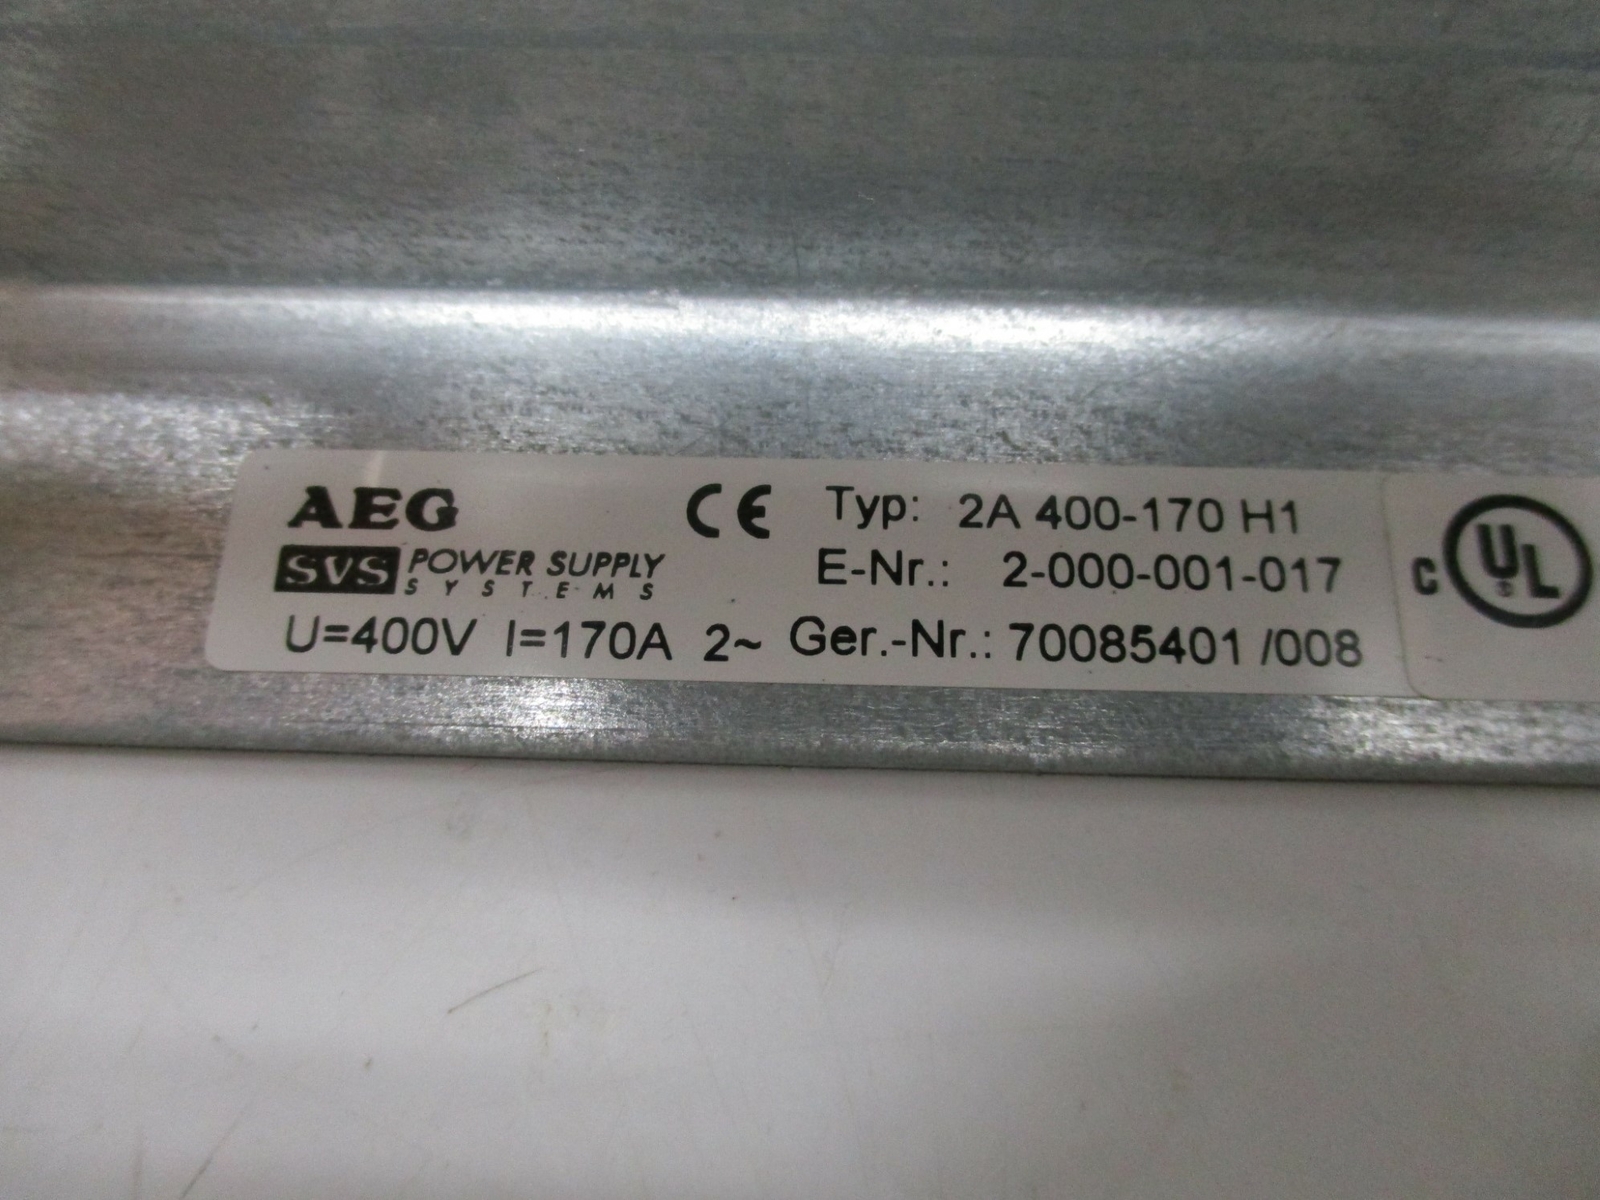 AEG CE Typ: 2A 400-170 H1
SVS POWER SUPPLY SYSTEMS E-Nr.: 2-000-001-017
U=400V I=170A 2~ Ger.-Nr.: 70085401 /008
c UL